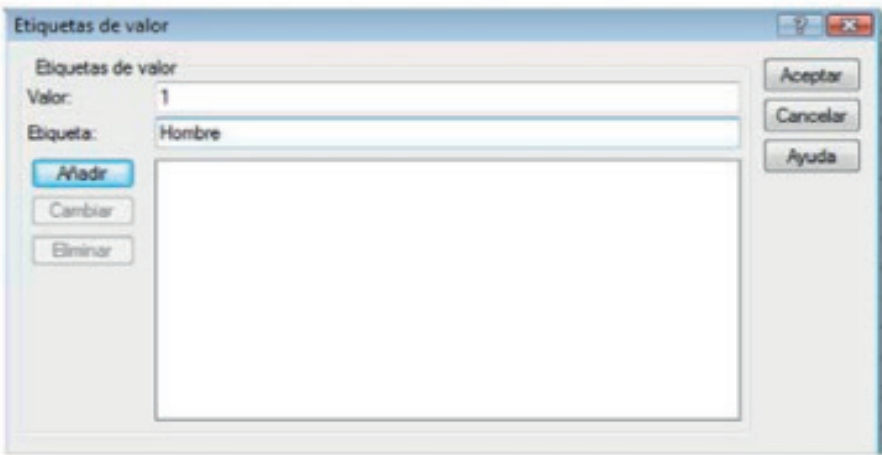 Etiquetas de valor
Etiquetas de valor
Valor: 1
Etiqueta: Hombre
Añadir
Cambiar
Eliminar
Aceptar
Cancelar
Ayuda